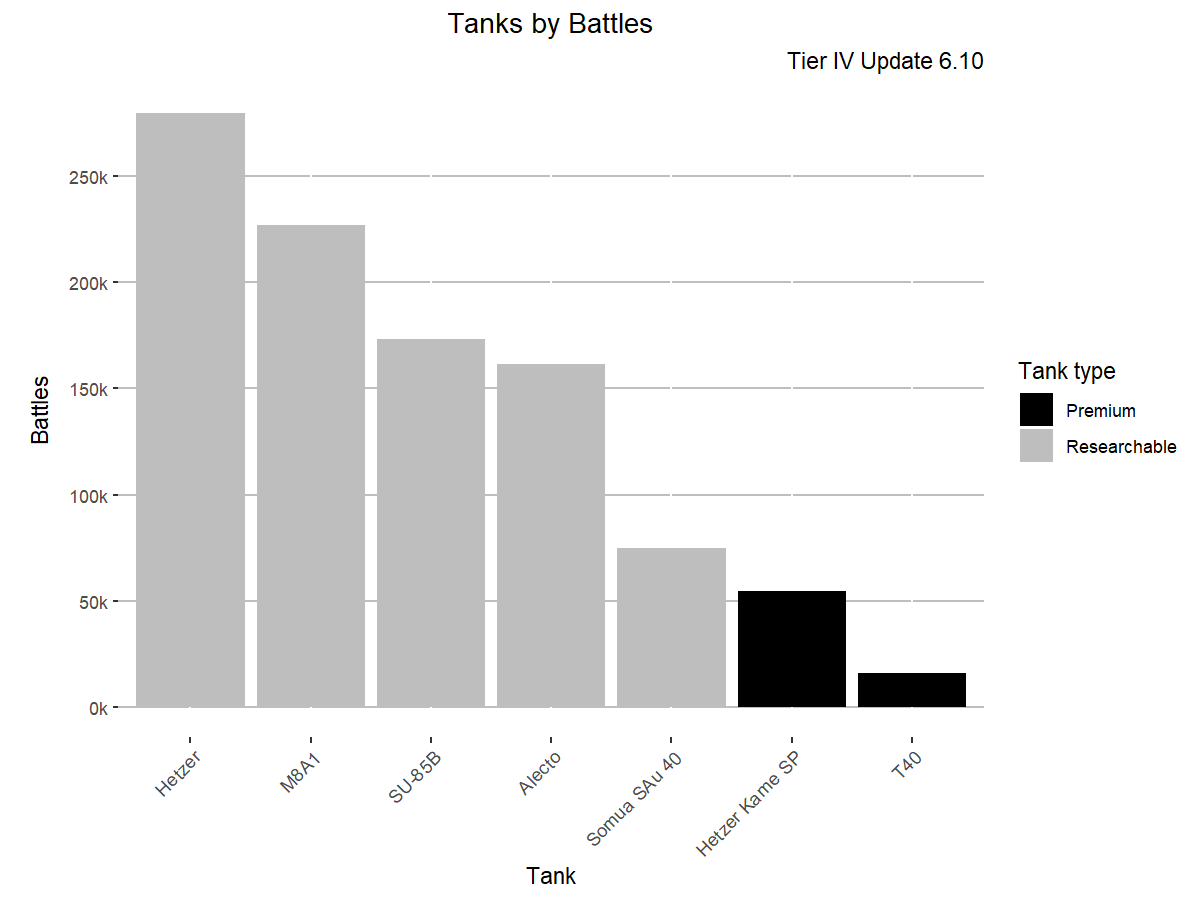 Tanks by Battles
Tier IV Update 6.10
Battles
250k
200k
150k
100k
50k
0k
Hetzer
M8A1
SU-85B
Alecto
Somua SAu 40
Hetzer Kame SP
T40
Tank
Tank type
Premium
Researchable